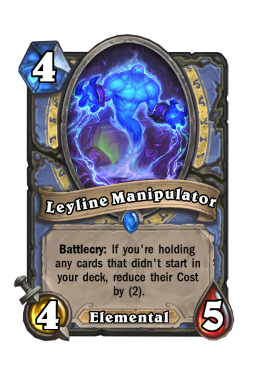 4
Leyline Manipulator
Battlecry: If you're holding
any cards that didn't start in
your deck, reduce their Cost
by (2).
4 Elemental 5